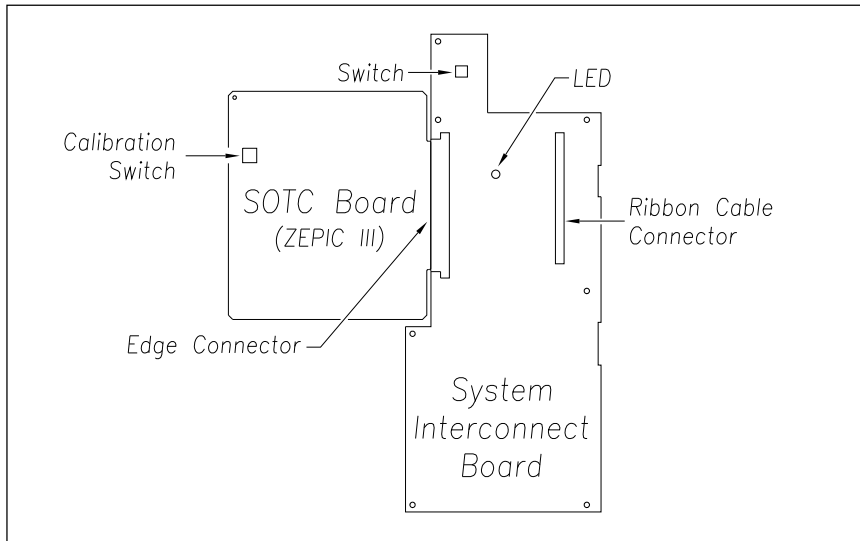 Switch
LED
Calibration
Switch
SOTC Board
(ZEPIC III)
Ribbon Cable
Connector
Edge Connector
System
Interconnect
Board